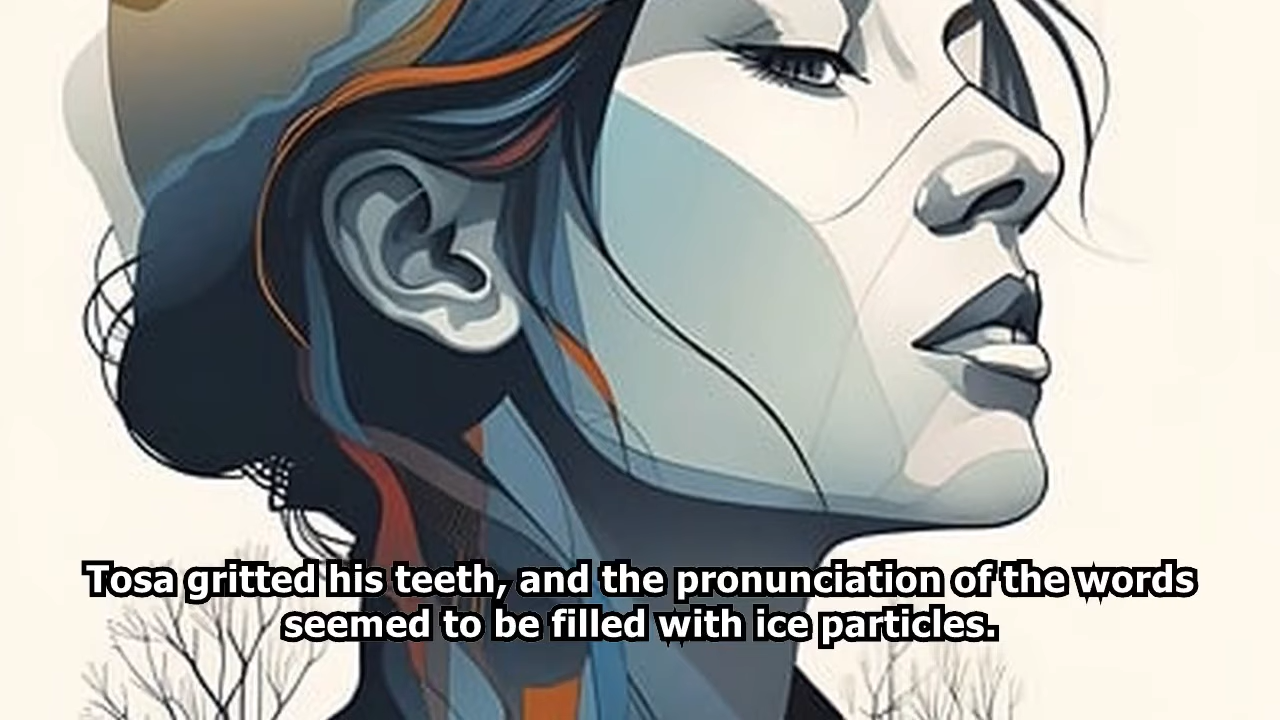 Tosa gritted his teeth, and the pronunciation of the words
seemed to be filled with ice particles.